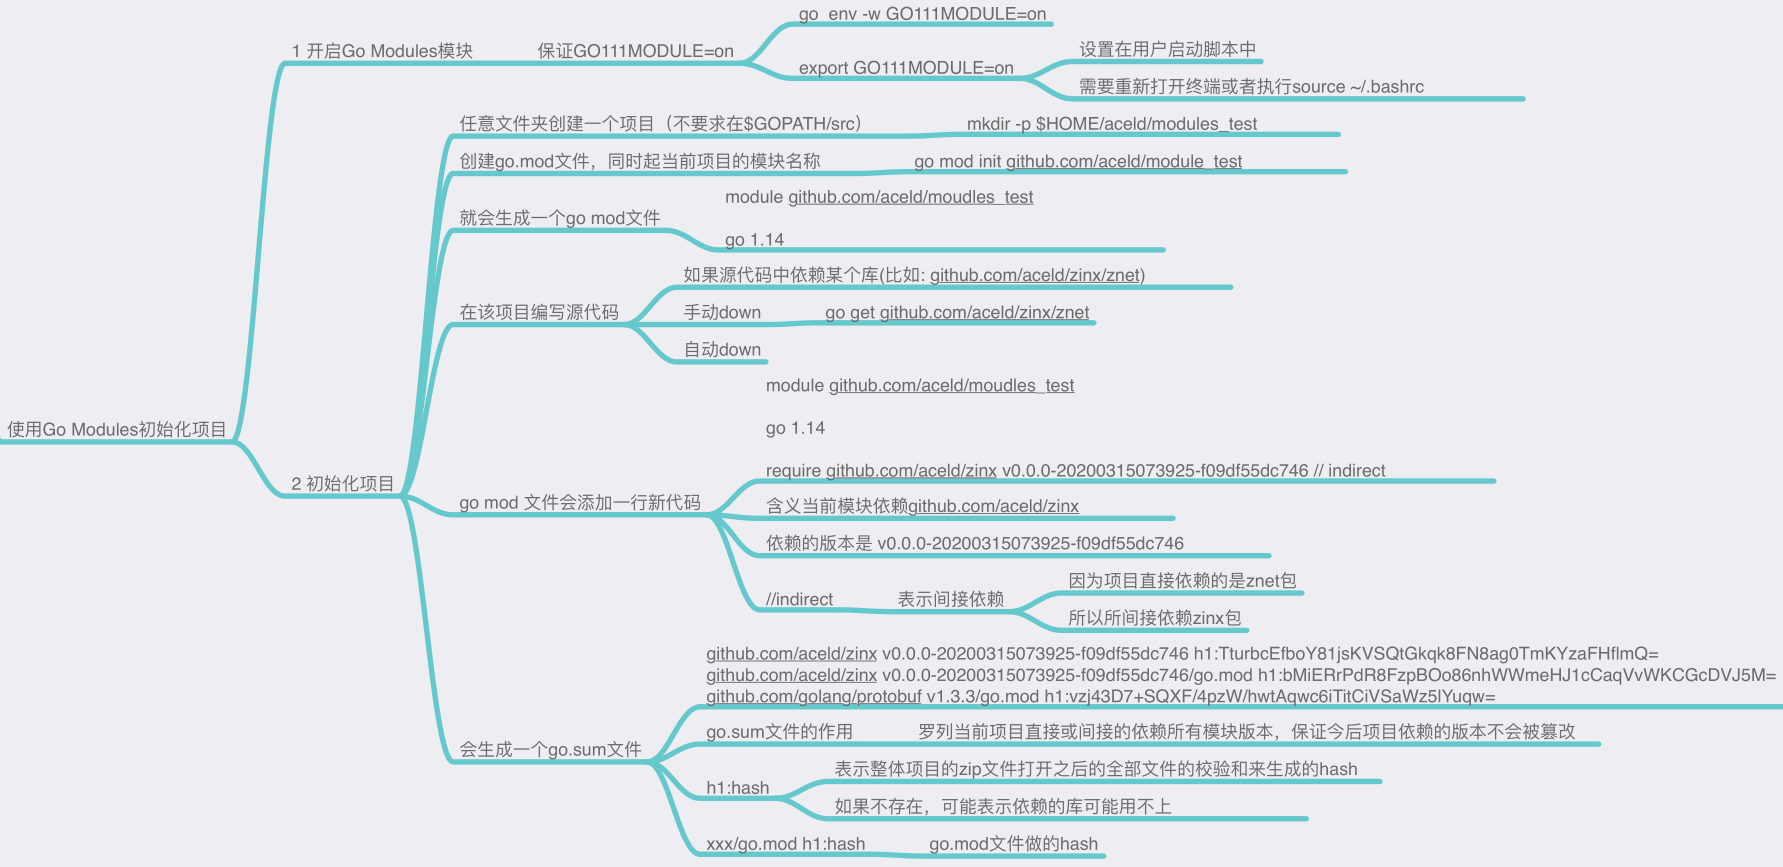 使用Go Modules初始化项目
1 开启Go Modules模块
保证GO111MODULE=on
go  env -w GO111MODULE=on
export GO111MODULE=on
设置在用户启动脚本中
需要重新打开终端或者执行source ~/.bashrc
2 初始化项目
任意文件夹创建一个项目（不要求在$GOPATH/src）
mkdir -p $HOME/aceld/modules_test
创建go.mod文件，同时起当前项目的模块名称
go mod init github.com/aceld/module_test
就会生成一个go mod文件
module github.com/aceld/moudles_test
go 1.14
在该项目编写源代码
如果源代码中依赖某个库(比如: github.com/aceld/zinx/znet)
手动down
go get github.com/aceld/zinx/znet
自动down
go mod 文件会添加一行新代码
module github.com/aceld/moudles_test
go 1.14
require github.com/aceld/zinx v0.0.0-20200315073925-f09df55dc746 // indirect
含义当前模块依赖github.com/aceld/zinx
依赖的版本是 v0.0.0-20200315073925-f09df55dc746
//indirect
表示间接依赖
因为项目直接依赖的是znet包
所以所间接依赖zinx包
会生成一个go.sum文件
github.com/aceld/zinx v0.0.0-20200315073925-f09df55dc746 h1:TturbcEfboY81jsKVSQtGkqk8FN8ag0TmKYzaFHflmQ=
github.com/aceld/zinx v0.0.0-20200315073925-f09df55dc746/go.mod h1:bMiERrPdR8FzpBOo86nhWWmeHJ1cCaqVvWKCGcDVJ5M=
github.com/golang/protobuf v1.3.3/go.mod h1:vzj43D7+SQXF/4pzW/hwtAqwc6iTitCiVSaWz5lYuqw=
go.sum文件的作用
罗列当前项目直接或间接的依赖所有模块版本，保证今后项目依赖的版本不会被篡改
h1:hash
表示整体项目的zip文件打开之后的全部文件的校验和来生成的hash
如果不存在，可能表示依赖的库可能用不上
xxx/go.mod h1:hash
go.mod文件做的hash